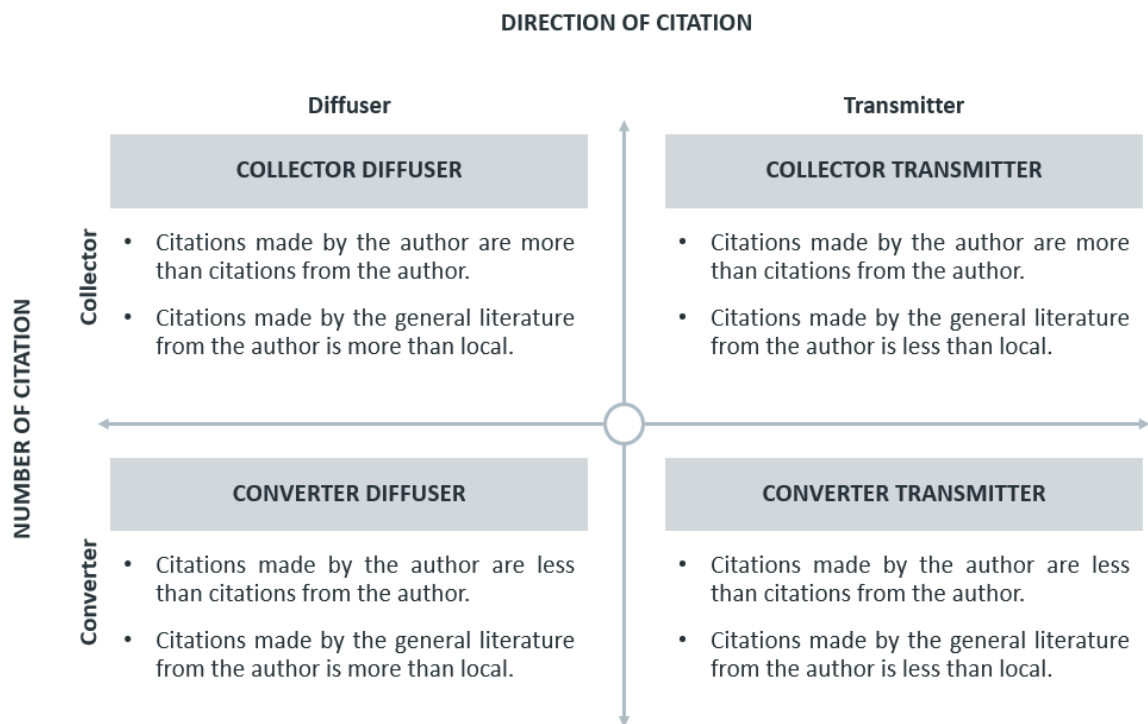 DIRECTION OF CITATION
Diffuser
Transmitter
NUMBER OF CITATION
Collector
COLLECTOR DIFFUSER
• Citations made by the author are more
than citations from the author.
• Citations made by the general literature
from the author is more than local.
COLLECTOR TRANSMITTER
• Citations made by the author are more
than citations from the author.
• Citations made by the general literature
from the author is less than local.
Converter
CONVERTER DIFFUSER
• Citations made by the author are less
than citations from the author.
• Citations made by the general literature
from the author is more than local.
CONVERTER TRANSMITTER
• Citations made by the author are less
than citations from the author.
• Citations made by the general literature
from the author is less than local.